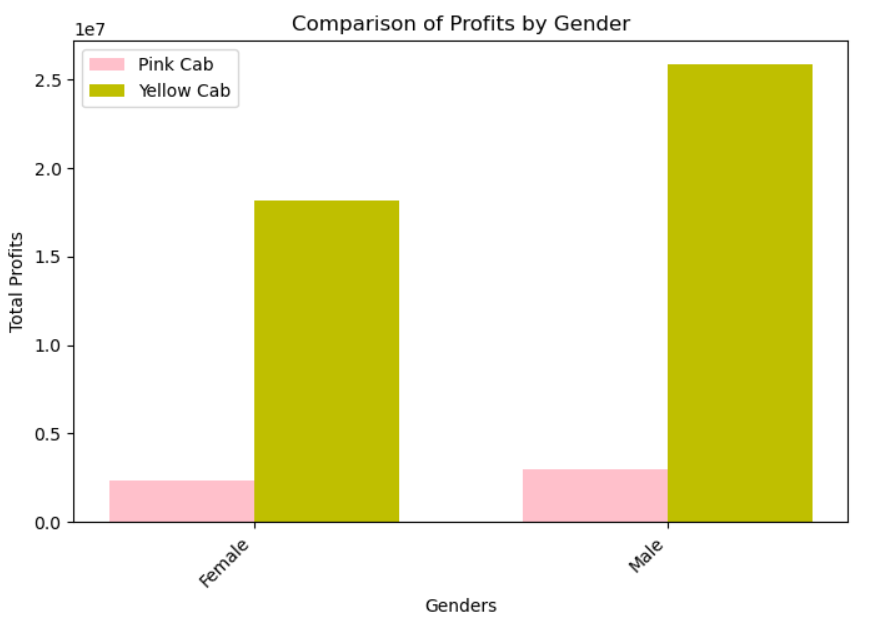 Comparison of Profits by Gender
1e7
Pink Cab
Yellow Cab
2.5
2.0
1.5
1.0
0.5
0.0
Total Profits
Female
Male
Genders